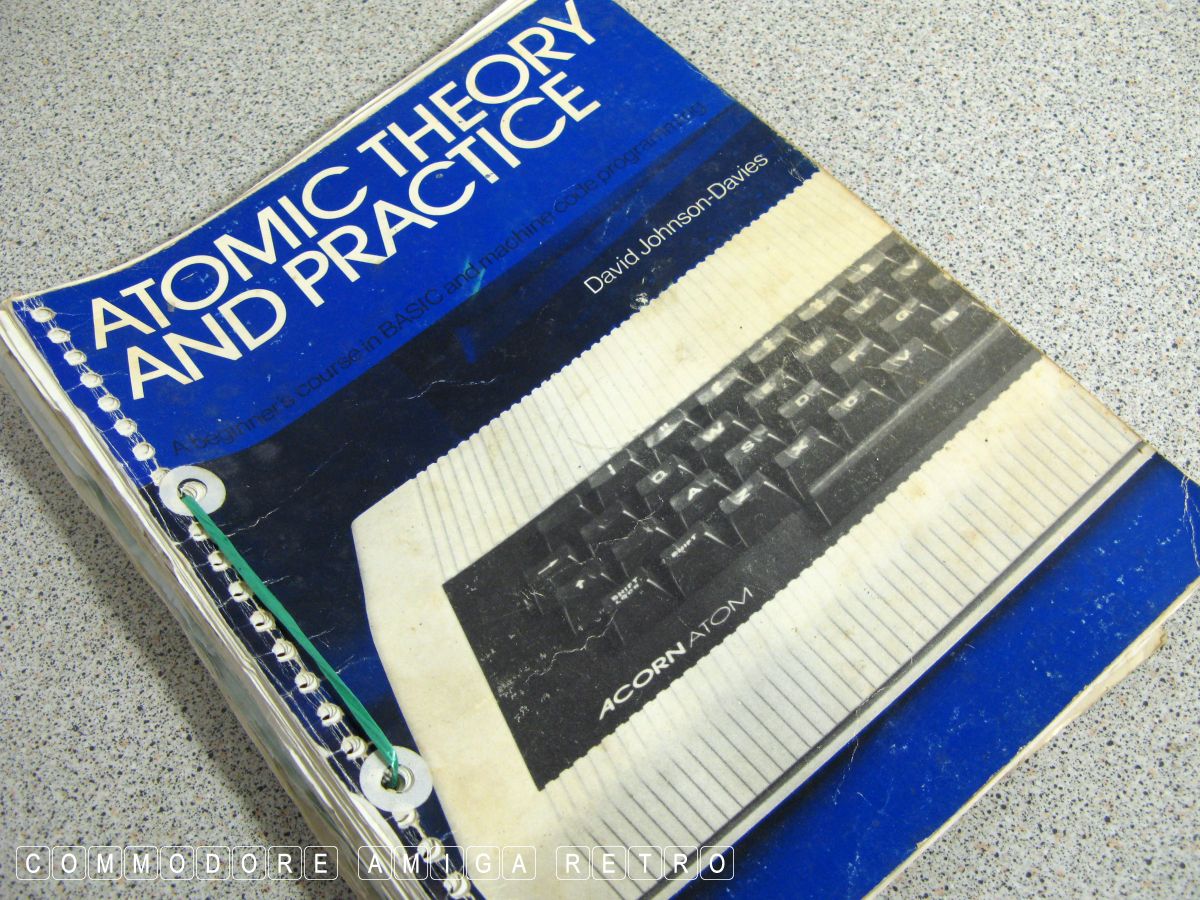 ATOMIC THEORY
AND PRACTICE
A beginner's course in BASIC and machine code programming
David Johnson-Davies
ACORN ATOM
COMMODORE AMIGA RETRO